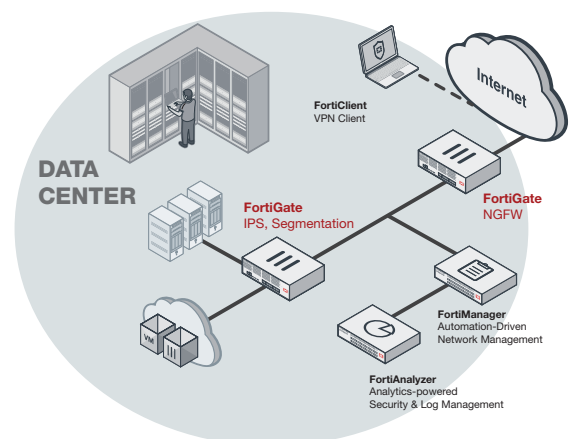 Internet
FortiClient
VPN Client
DATA
CENTER
FortiGate
NGFW
FortiGate
IPS, Segmentation
FortiManager
Automation-Driven
Network Management
VM
FortiAnalyzer
Analytics-powered
Security & Log Management